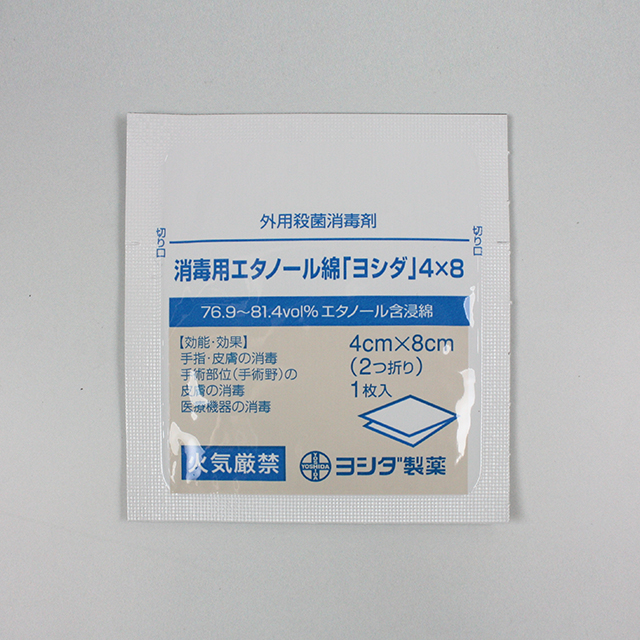 外用殺菌消毒剤
切り口
切り口
消毒用エタノール綿「ヨシダ」4×8
76.9〜81.4vol% エタノール含浸綿
【効能・効果】
手指・皮膚の消毒
手術部位(手術野)の
皮膚の消毒
医療機器の消毒
4cm×8cm
(2つ折り)
1枚入
火気厳禁
YOSHIDA
ヨシダ製薬